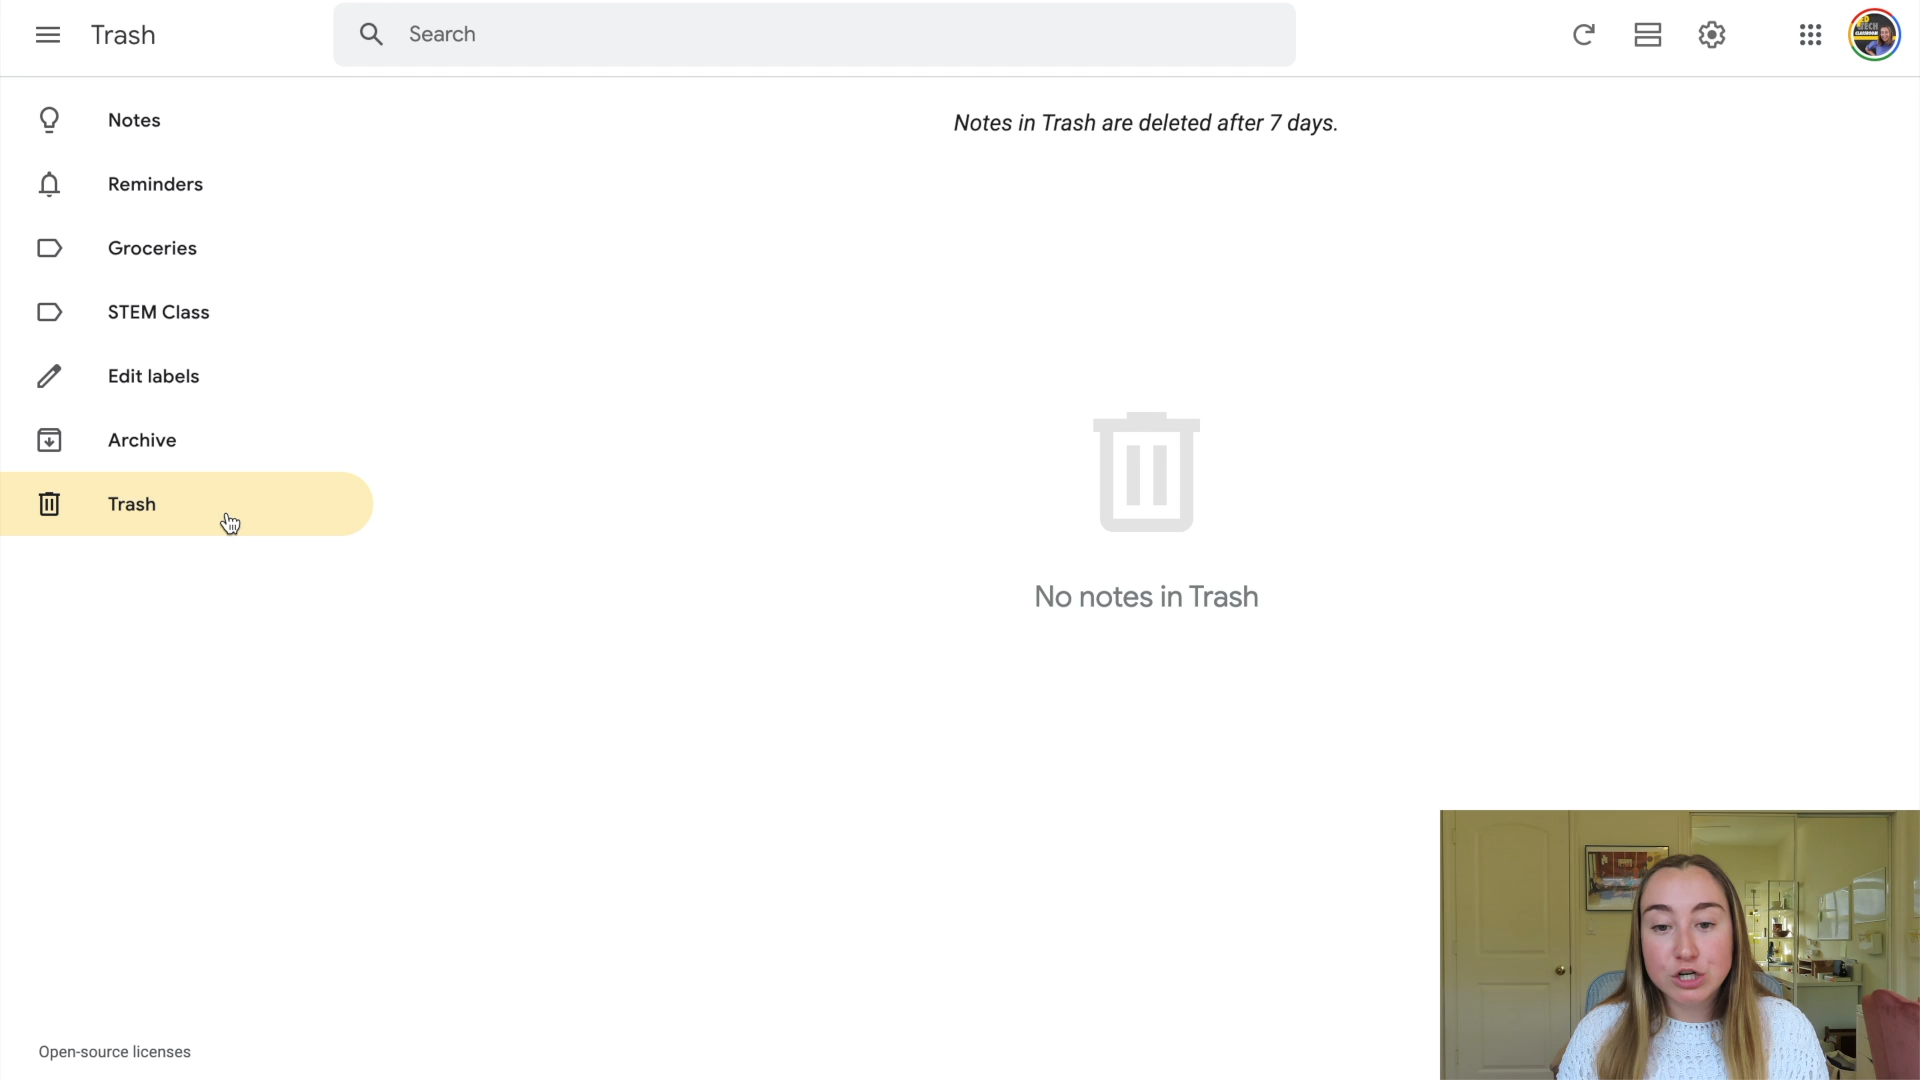 Trash
Search
Notes
Reminders
Groceries
STEM Class
Edit labels
Archive
Trash
Notes in Trash are deleted after 7 days.
No notes in Trash
Open-source licenses